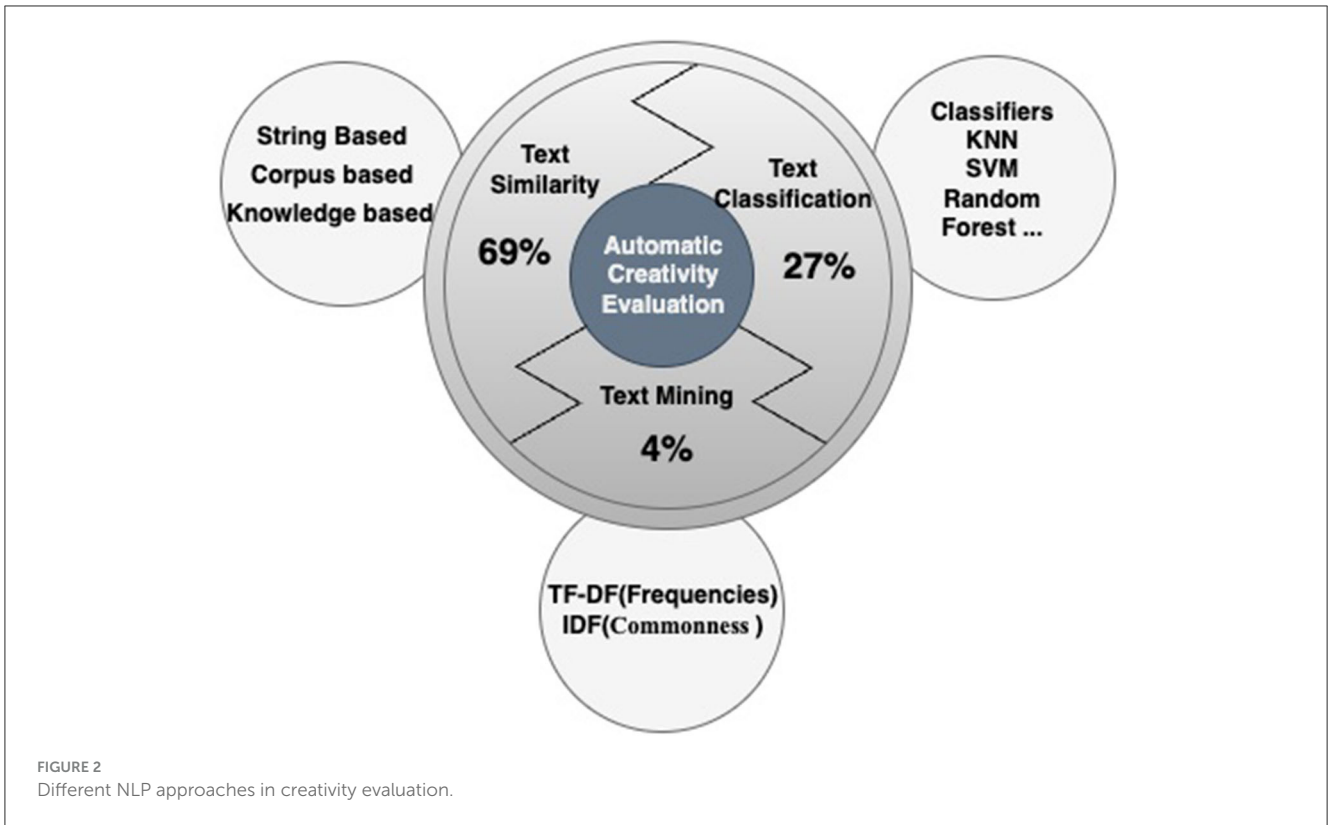 String Based
Corpus based
Knowledge based
Text
Similarity
69%
Automatic
Creativity
Evaluation
Text
Classification
27%
Classifiers
KNN
SVM
Random
Forest ...
Text Mining
4%
TF-DF(Frequencies)
IDF(Commonness )
FIGURE 2
Different NLP approaches in creativity evaluation.